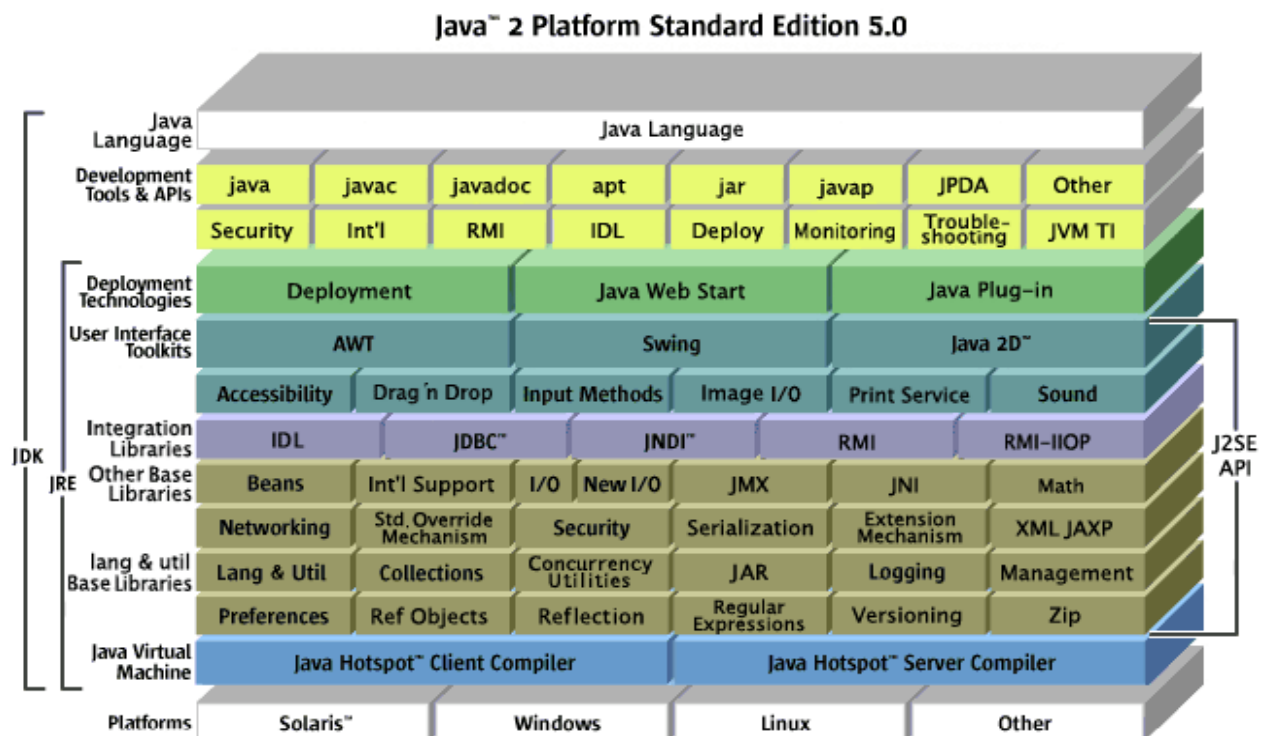 Java™ 2 Platform Standard Edition 5.0
Java
Language
Java Language
Development
Tools & APIs
java javac javadoc apt jar javap JPDA Other
Security Int'l RMI IDL Deploy Monitoring Trouble-
shooting JVM TI
Deployment
Technologies
Deployment Java Web Start Java Plug-in
User Interface
Toolkits
AWT Swing Java 2D™
Accessibility Drag 'n Drop Input Methods Image I/O Print Service Sound
Integration
Libraries
IDL JDBC™ JNDI™ RMI RMI-IIOP
JDK
JRE
J2SE
API
Other Base
Libraries
Beans Int'l Support I/O New I/O JMX JNI Math
Networking Std. Override
Mechanism Security Serialization Extension
Mechanism XML JAXP
lang & util
Base Libraries
Lang & Util Collections Concurrency
Utilities JAR Logging Management
Preferences Ref Objects Reflection Regular
Expressions Versioning Zip
Java Virtual
Machine
Java Hotspot™ Client Compiler Java Hotspot™ Server Compiler
Platforms
Solaris™ Windows Linux Other